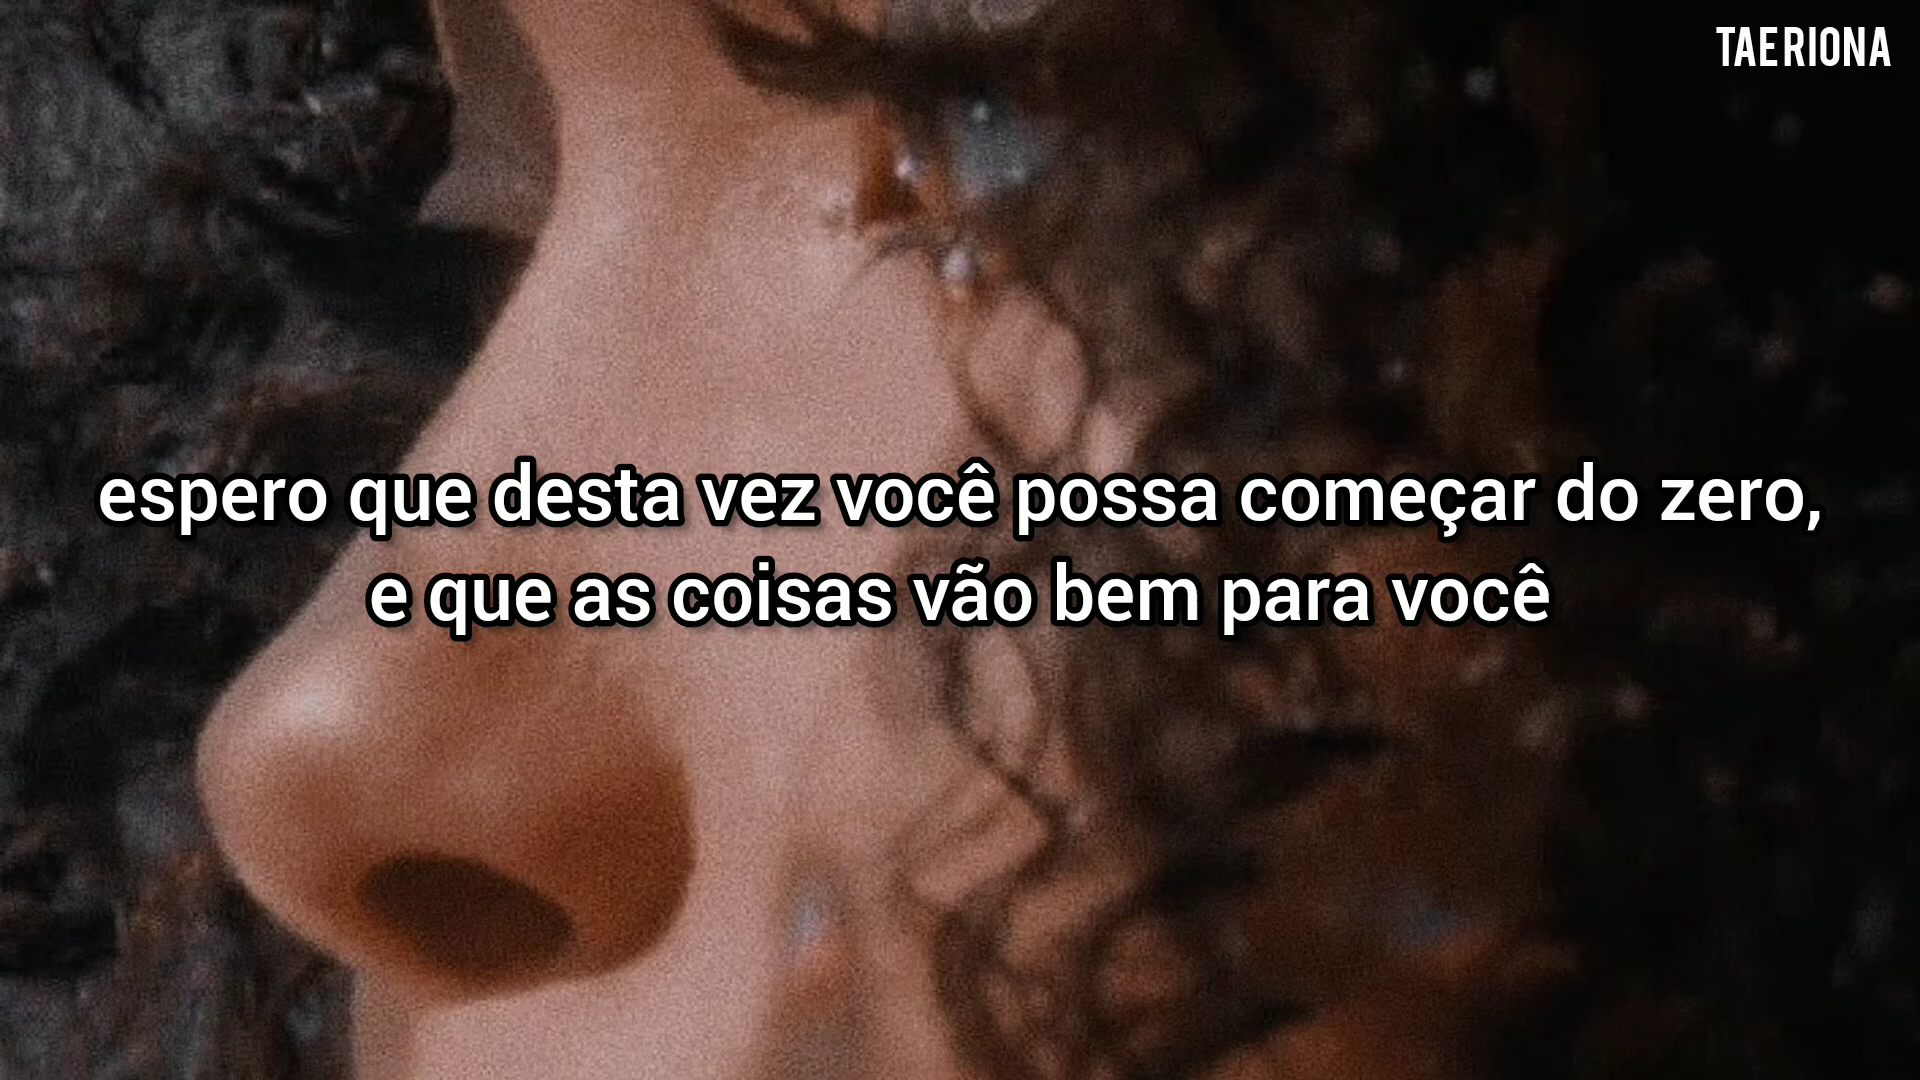 TAERIONA
espero que desta vez você possa começar do zero,
e que as coisas vão bem para você